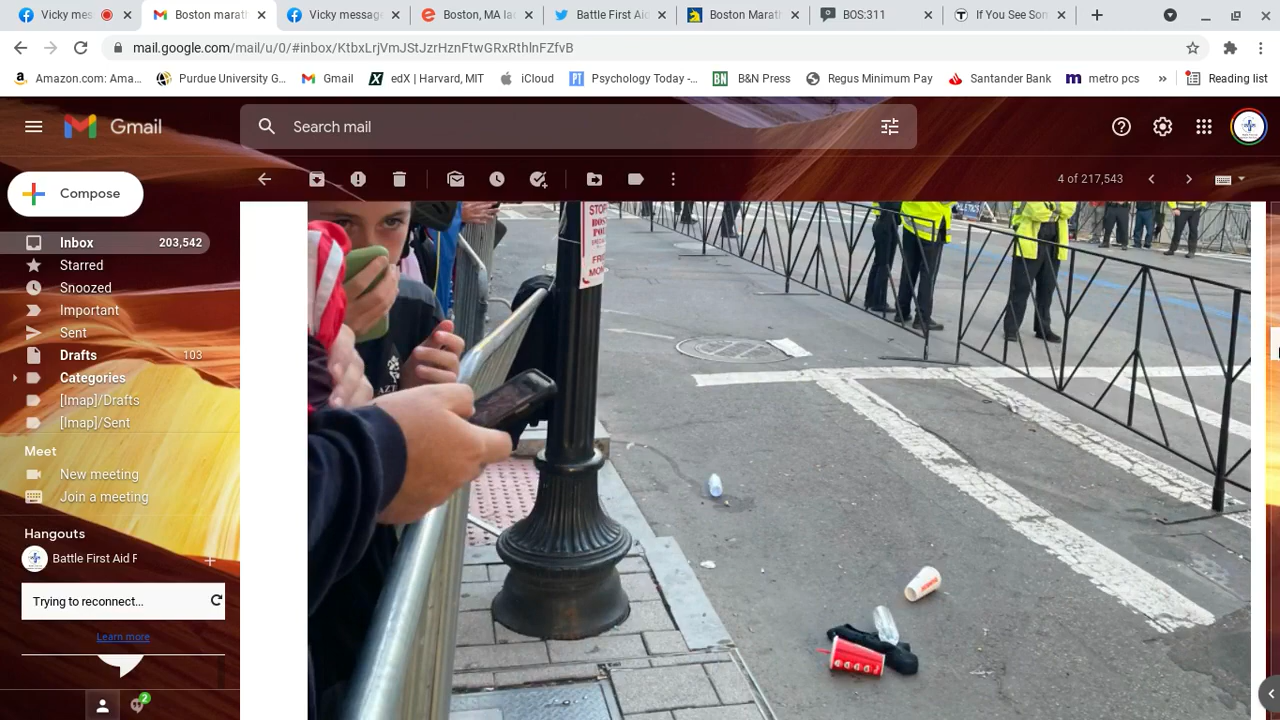 Vicky mes
Boston marat
Vicky message
Boston, MA la
Battle First Aid
Boston Marat
BOS:311
If You See Son
mail.google.com/mail/u/0/#inbox/KtbxLrjVmJStJzrHznFtwGRxRthlnFZfvB
Amazon.com: Ama...
Purdue University G...
Gmail
edX | Harvard, MIT
iCloud
Psychology Today -...
B&N Press
Regus Minimum Pay
Santander Bank
metro pcs
»
Reading list
Gmail
Search mail
Compose
4 of 217,543
Inbox 203,542
Starred
Snoozed
Important
Sent
Drafts 103
Categories
[Imap]/Drafts
[Imap]/Sent
Meet
New meeting
Join a meeting
Hangouts
Battle First Aid F
Trying to reconnect...
Learn more
2
STOP